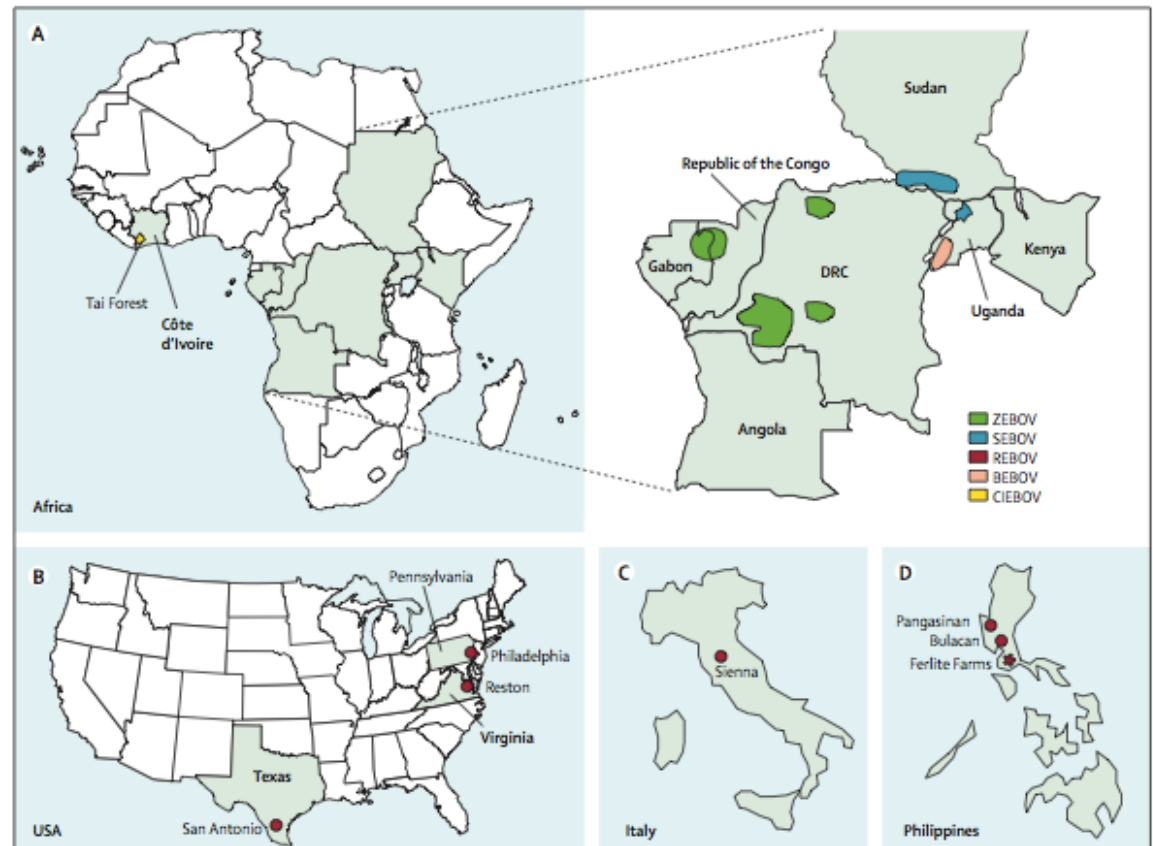 A
Tai Forest
Côte
d'Ivoire
Africa
Sudan
Republic of the Congo
Gabon
DRC
Kenya
Uganda
Angola
ZEBOV
SEBOV
REBOV
BEBOV
CIEBOV
B
Pennsylvania
Philadelphia
Reston
Virginia
Texas
San Antonio
USA
C
Sienna
Italy
D
Pangasinan
Bulacan
Ferlite Farms
Philippines